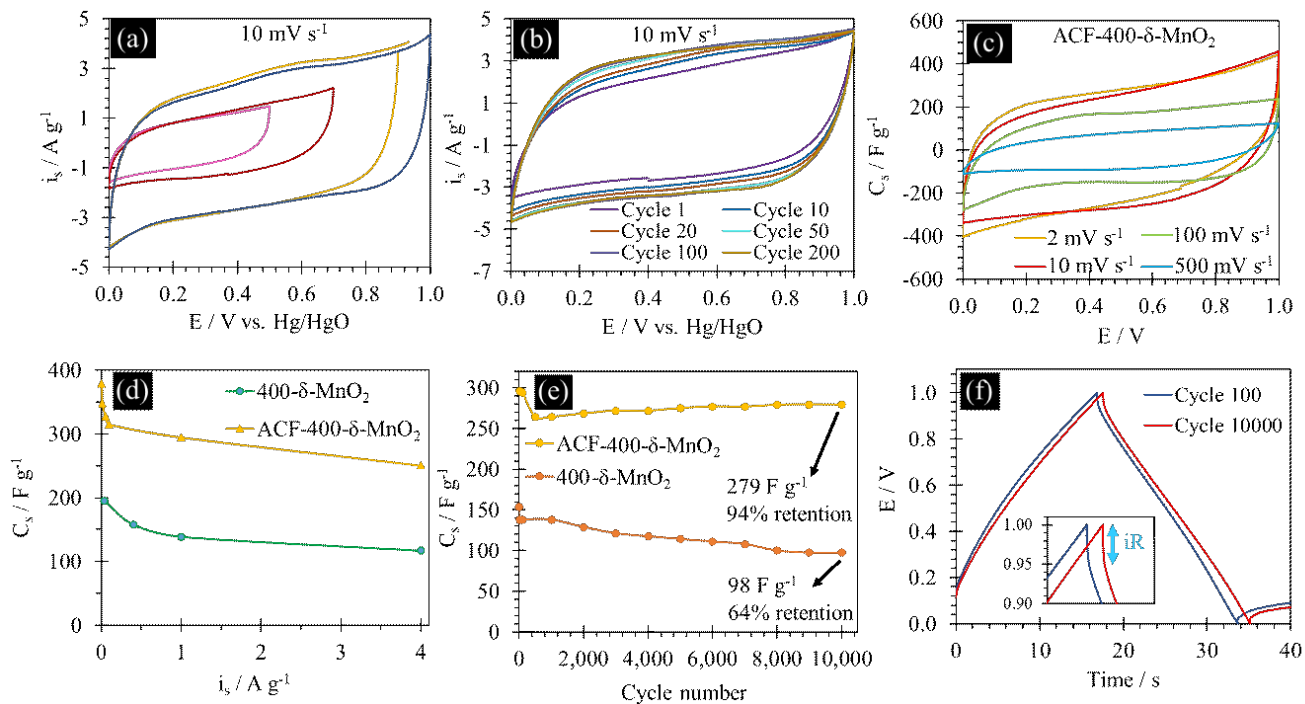 (a)
10 mV s⁻¹
5
3
1
-1
-3
-5
i_s / A g⁻¹
0.0 0.2 0.4 0.6 0.8 1.0
E / V vs. Hg/HgO
(b)
10 mV s⁻¹
5
3
1
-1
-3
-5
-7
i_s / A g⁻¹
Cycle 1 Cycle 10
Cycle 20 Cycle 50
Cycle 100 Cycle 200
0.0 0.2 0.4 0.6 0.8 1.0
E / V vs. Hg/HgO
(c)
ACF-400-δ-MnO₂
600
400
200
0
-200
-400
-600
C_s / F g⁻¹
2 mV s⁻¹ 100 mV s⁻¹
10 mV s⁻¹ 500 mV s⁻¹
0.0 0.2 0.4 0.6 0.8 1.0
E / V
(d)
400
300
200
100
0
C_s / F g⁻¹
400-δ-MnO₂
ACF-400-δ-MnO₂
0 1 2 3 4
i_s / A g⁻¹
(e)
300
250
200
150
100
50
0
C_s / F g⁻¹
ACF-400-δ-MnO₂
400-δ-MnO₂
279 F g⁻¹
94% retention
98 F g⁻¹
64% retention
0 2,000 4,000 6,000 8,000 10,000
Cycle number
(f)
Cycle 100
Cycle 10000
1.0
0.8
0.6
0.4
0.2
0.0
E / V
1.00
0.95
0.90
iR
0 10 20 30 40
Time / s